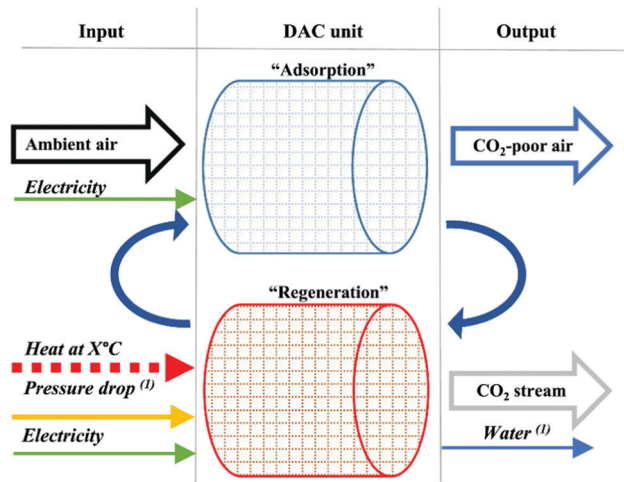 Input DAC unit Output
“Adsorption”
Ambient air
CO₂-poor air
Electricity
“Regeneration”
Heat at X°C
Pressure drop (1)
CO₂ stream
Electricity
Water (1)